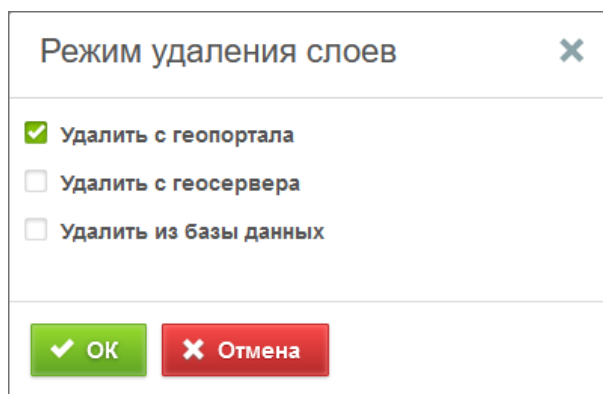 Режим удаления слоев
Удалить с геопортала
Удалить с геосервера
Удалить из базы данных
ОК Отмена